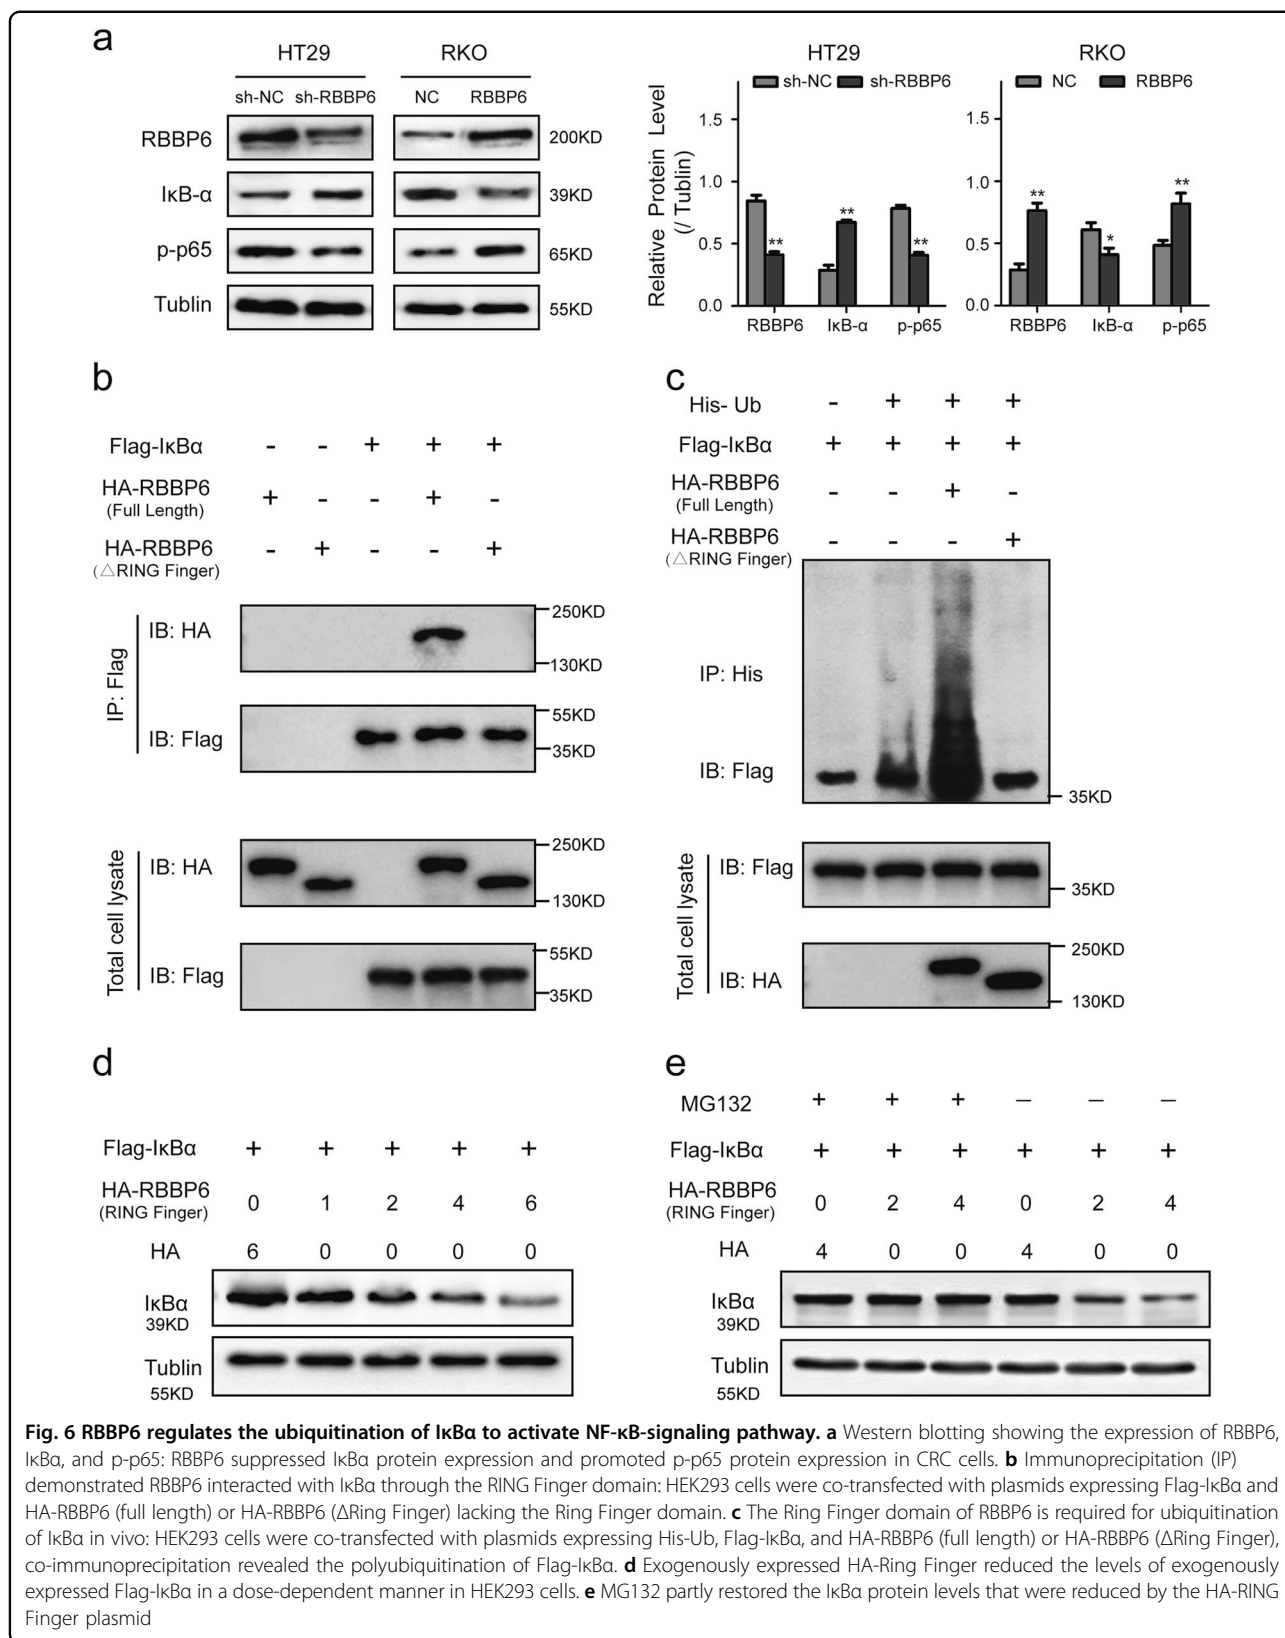 a
HT29 RKO
sh-NC sh-RBBP6 NC RBBP6
RBBP6 200KD
IκB-α 39KD
p-p65 65KD
Tublin 55KD
HT29 RKO
sh-NC sh-RBBP6 NC RBBP6
Relative Protein Level
(/ Tublin)
1.5 1.5
1.0 1.0
0.5 0.5
0.0 0.0
** ** ** ** * **
RBBP6 IκB-α p-p65 RBBP6 IκB-α p-p65
b
Flag-IκBα - - + + +
HA-RBBP6 + - - + -
(Full Length)
HA-RBBP6 - + - - +
(△RING Finger)
IP: Flag
IB: HA
250KD
130KD
IB: Flag
55KD
35KD
Total cell lysate
IB: HA
250KD
130KD
IB: Flag
55KD
35KD
c
His- Ub - + + +
Flag-IκBα + + + +
HA-RBBP6 - - + -
(Full Length)
HA-RBBP6 - - - +
(△RING Finger)
IP: His
IB: Flag
35KD
Total cell lysate
IB: Flag
35KD
IB: HA
250KD
130KD
d
Flag-IκBα + + + + +
HA-RBBP6 0 1 2 4 6
(RING Finger)
HA 6 0 0 0 0
IκBα
39KD
Tublin
55KD
e
MG132 + + + − − −
Flag-IκBα + + + + + +
HA-RBBP6 0 2 4 0 2 4
(RING Finger)
HA 4 0 0 4 0 0
IκBα
39KD
Tublin
55KD
Fig. 6 RBBP6 regulates the ubiquitination of IκBα to activate NF-κB-signaling pathway. a Western blotting showing the expression of RBBP6,
IκBα, and p-p65: RBBP6 suppressed IκBα protein expression and promoted p-p65 protein expression in CRC cells. b Immunoprecipitation (IP)
demonstrated RBBP6 interacted with IκBα through the RING Finger domain: HEK293 cells were co-transfected with plasmids expressing Flag-IκBα and
HA-RBBP6 (full length) or HA-RBBP6 (ΔRing Finger) lacking the Ring Finger domain. c The Ring Finger domain of RBBP6 is required for ubiquitination
of IκBα in vivo: HEK293 cells were co-transfected with plasmids expressing His-Ub, Flag-IκBα, and HA-RBBP6 (full length) or HA-RBBP6 (ΔRing Finger),
co-immunoprecipitation revealed the polyubiquitination of Flag-IκBα. d Exogenously expressed HA-Ring Finger reduced the levels of exogenously
expressed Flag-IκBα in a dose-dependent manner in HEK293 cells. e MG132 partly restored the IκBα protein levels that were reduced by the HA-RING
Finger plasmid